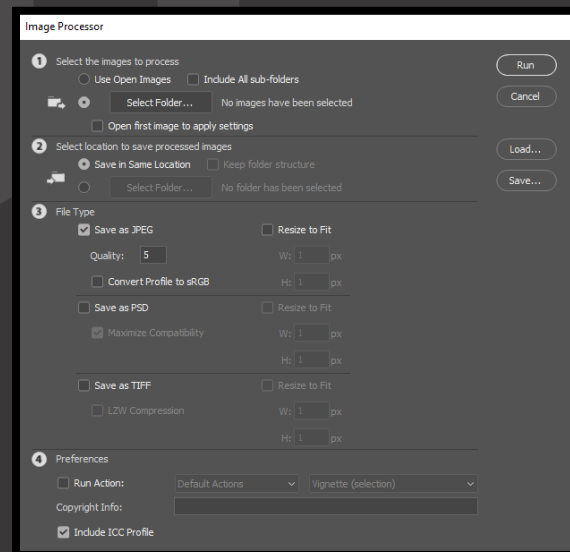 Image Processor
1 Select the images to process
Use Open Images Include All sub-folders
Select Folder... No images have been selected
Open first image to apply settings
2 Select location to save processed images
Save in Same Location Keep folder structure
Select Folder... No folder has been selected
3 File Type
Save as JPEG Resize to Fit
Quality: 5 W: 1 px
Convert Profile to sRGB H: 1 px
Save as PSD Resize to Fit
Maximize Compatibility W: 1 px
H: 1 px
Save as TIFF Resize to Fit
LZW Compression W: 1 px
H: 1 px
4 Preferences
Run Action: Default Actions Vignette (selection)
Copyright Info:
Include ICC Profile
Run
Cancel
Load...
Save...